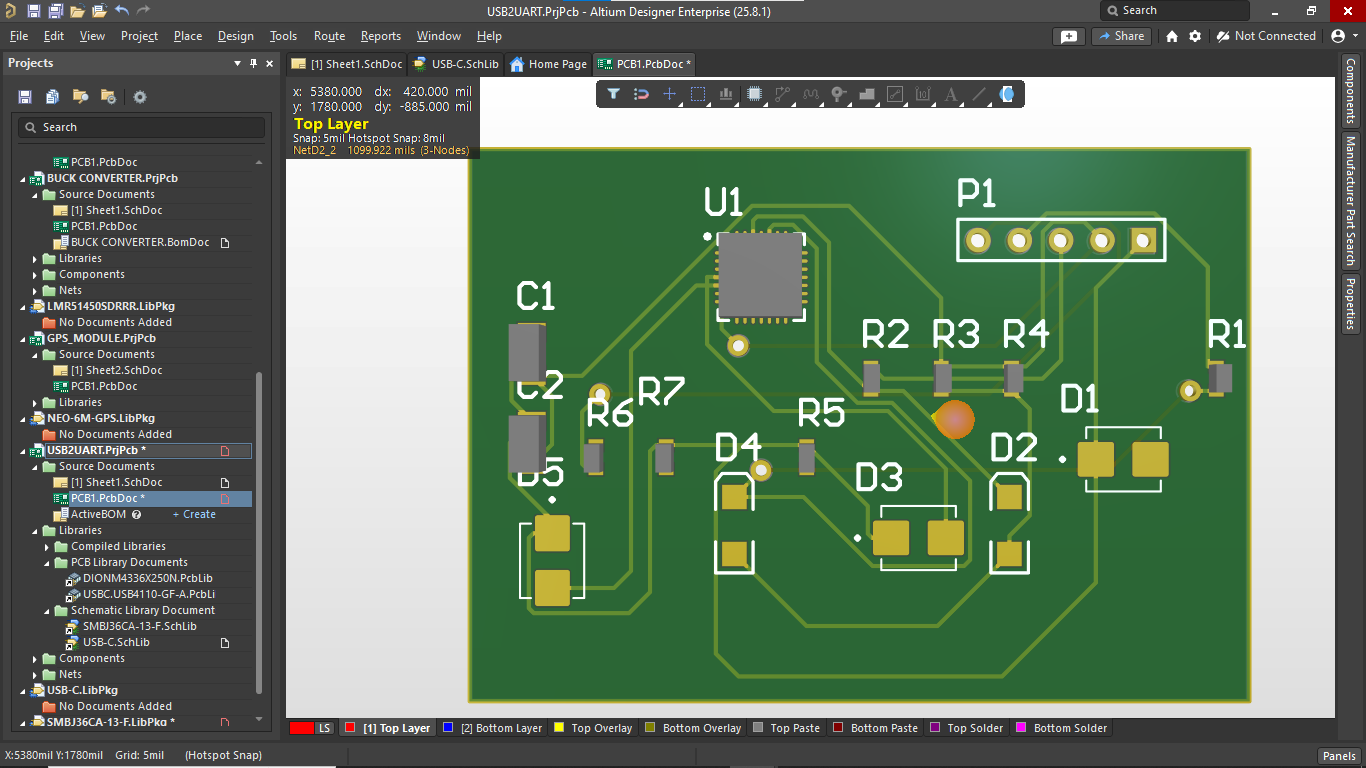 USB2UART.PrjPcb - Altium Designer Enterprise (25.8.1)
Search
File Edit View Project Place Design Tools Route Reports Window Help
Share
Not Connected
Projects
[1] Sheet1.SchDoc
USB-C.SchLib
Home Page
PCB1.PcbDoc *
Search
PCB1.PcbDoc
BUCK CONVERTER.PrjPcb
Source Documents
[1] Sheet1.SchDoc
PCB1.PcbDoc
BUCK CONVERTER.BomDoc
Libraries
Components
Nets
LMR51450SDRRR.LibPkg
No Documents Added
GPS_MODULE.PrjPcb
Source Documents
[1] Sheet2.SchDoc
PCB1.PcbDoc
Libraries
NEO-6M-GPS.LibPkg
No Documents Added
USB2UART.PrjPcb *
Source Documents
[1] Sheet1.SchDoc
PCB1.PcbDoc *
ActiveBOM
+ Create
Libraries
Compiled Libraries
PCB Library Documents
DIONM4336X250N.PcbLib
USBC.USB4110-GF-A.PcbLi
Schematic Library Document
SMBJ36CA-13-F.SchLib
USB-C.SchLib
Components
Nets
USB-C.LibPkg
No Documents Added
SMBJ36CA-13-F.LibPkg *
x: 5380.000 dx: 420.000 mil
y: 1780.000 dy: -885.000 mil
Top Layer
Snap: 5mil Hotspot Snap: 8mil
NetD2_2 1099.922 mils (3-Nodes)
U1
P1
C1
R2
R3
R4
R1
C2
R6
R7
R5
D1
D5
D4
D3
D2
Components
Manufacturer Part Search
Properties
LS
[1] Top Layer
[2] Bottom Layer
Top Overlay
Bottom Overlay
Top Paste
Bottom Paste
Top Solder
Bottom Solder
X:5380mil Y:1780mil Grid: 5mil (Hotspot Snap)
Panels